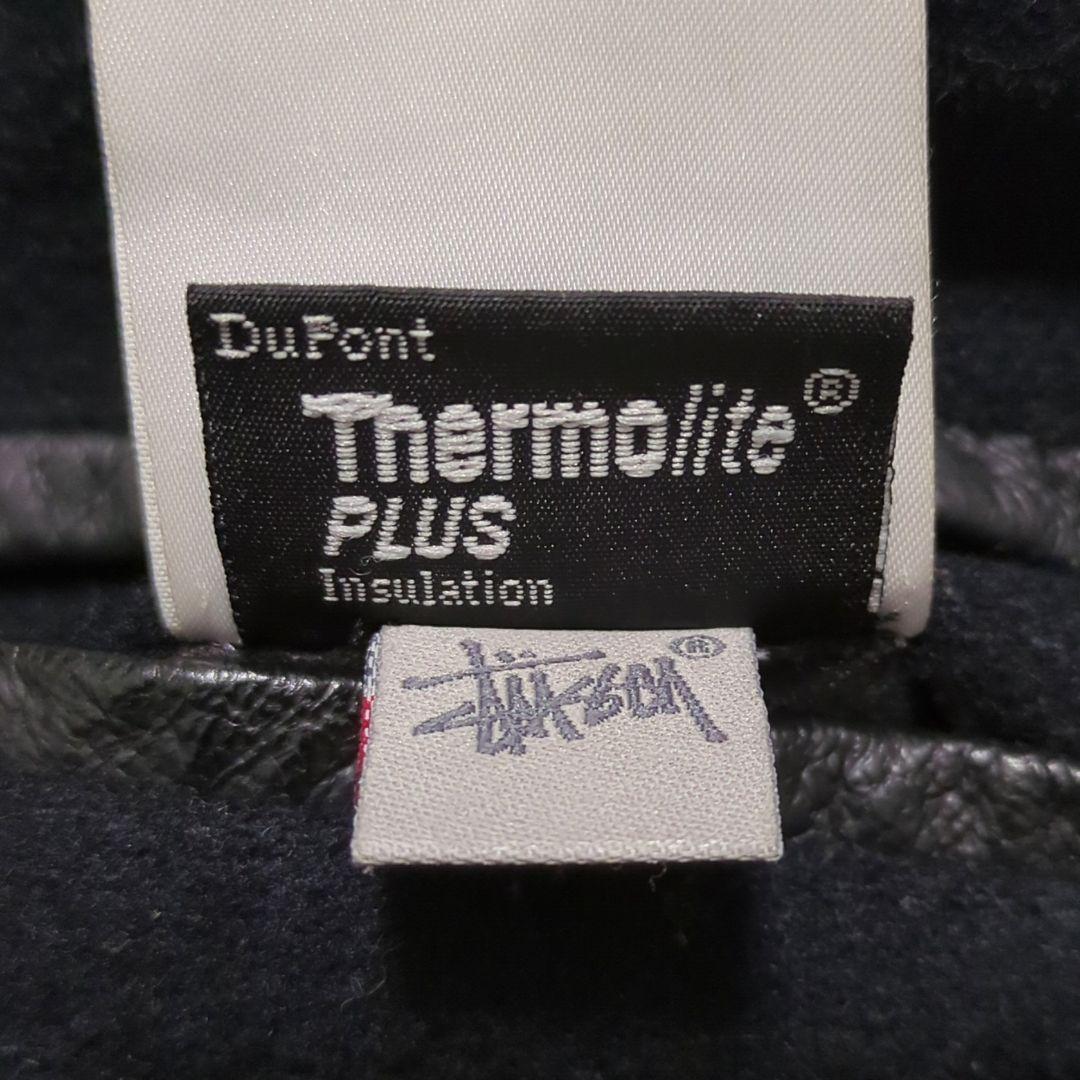 DuPont
Thermolite®
PLUS
Insulation
Stüssy®